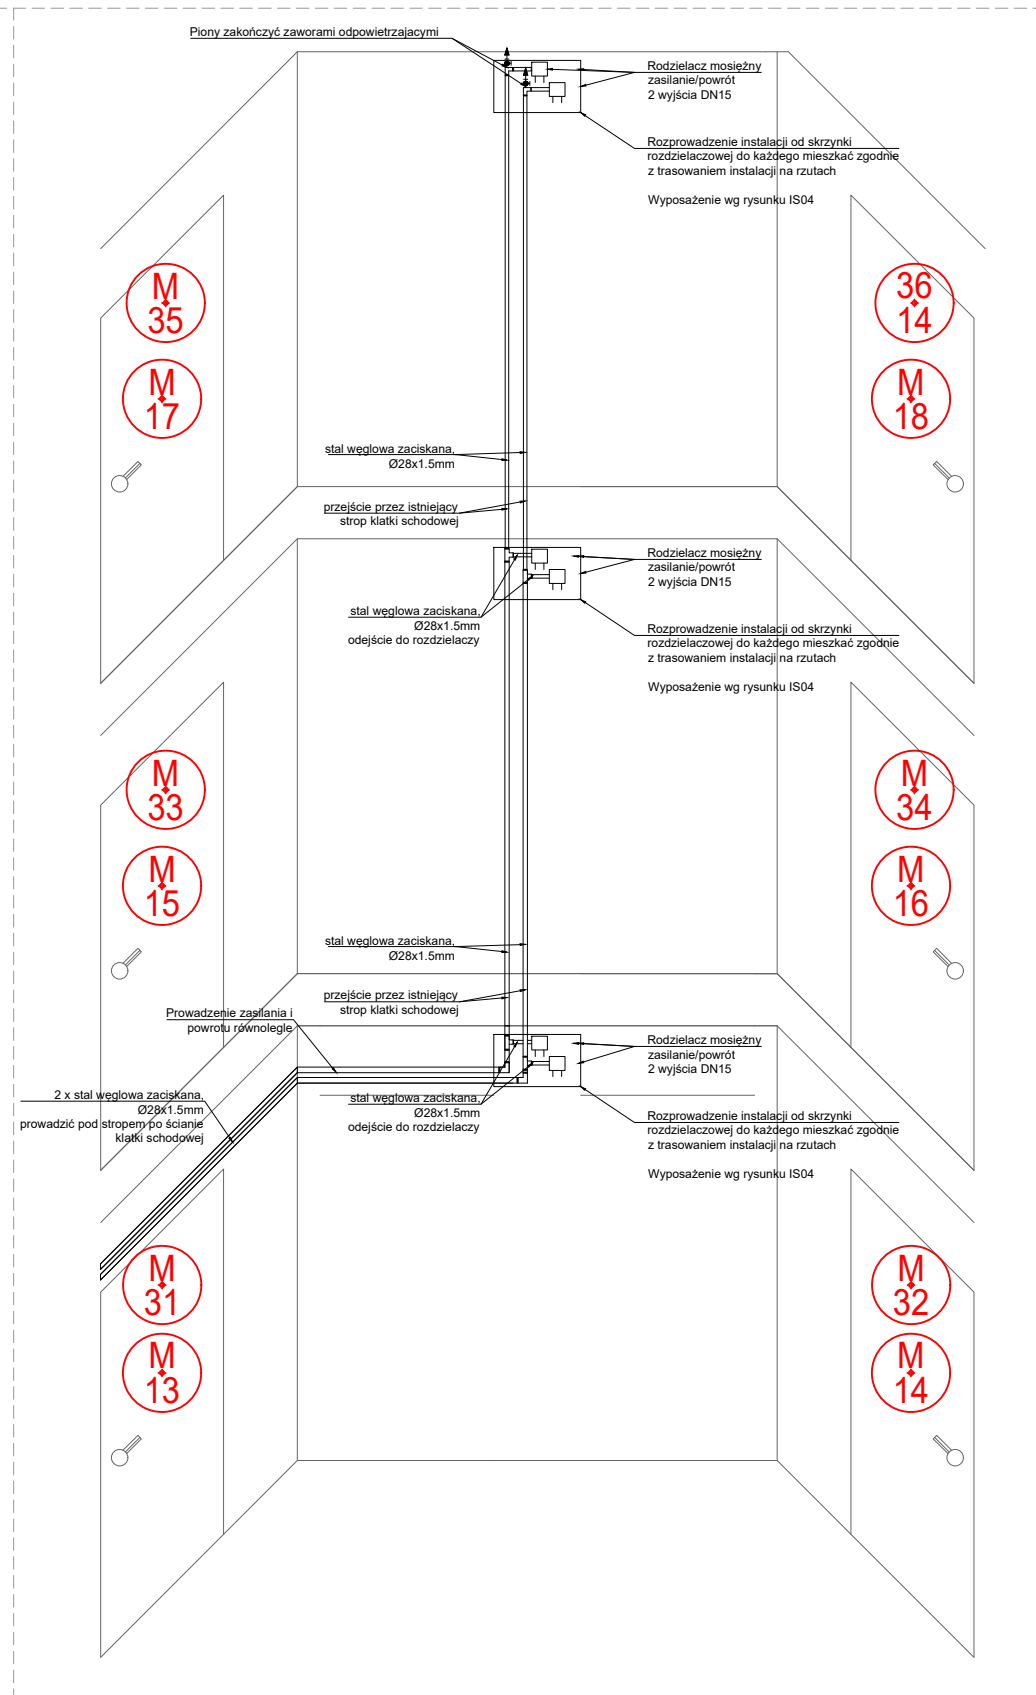 Piony zakończyć zaworami odpowietrzajacymi
Rodzielacz mosiężny
zasilanie/powrót
2 wyjścia DN15
Rozprowadzenie instalacji od skrzynki
rozdzielaczowej do każdego mieszkać zgodnie
z trasowaniem instalacji na rzutach
Wyposażenie wg rysunku IS04
M
35
36
14
M
17
M
18
stal węglowa zaciskana,
Ø28x1.5mm
przejście przez istniejący
strop klatki schodowej
Rodzielacz mosiężny
zasilanie/powrót
2 wyjścia DN15
stal węglowa zaciskana,
Ø28x1.5mm
odejście do rozdzielaczy
Rozprowadzenie instalacji od skrzynki
rozdzielaczowej do każdego mieszkać zgodnie
z trasowaniem instalacji na rzutach
Wyposażenie wg rysunku IS04
M
33
M
34
M
15
M
16
stal węglowa zaciskana,
Ø28x1.5mm
przejście przez istniejący
strop klatki schodowej
Prowadzenie zasilania i
powrotu równolegle
Rodzielacz mosiężny
zasilanie/powrót
2 wyjścia DN15
2 x stal węglowa zaciskana,
Ø28x1.5mm
prowadzić pod stropem po ścianie
klatki schodowej
stal węglowa zaciskana,
Ø28x1.5mm
odejście do rozdzielaczy
Rozprowadzenie instalacji od skrzynki
rozdzielaczowej do każdego mieszkać zgodnie
z trasowaniem instalacji na rzutach
Wyposażenie wg rysunku IS04
M
31
M
32
M
13
M
14